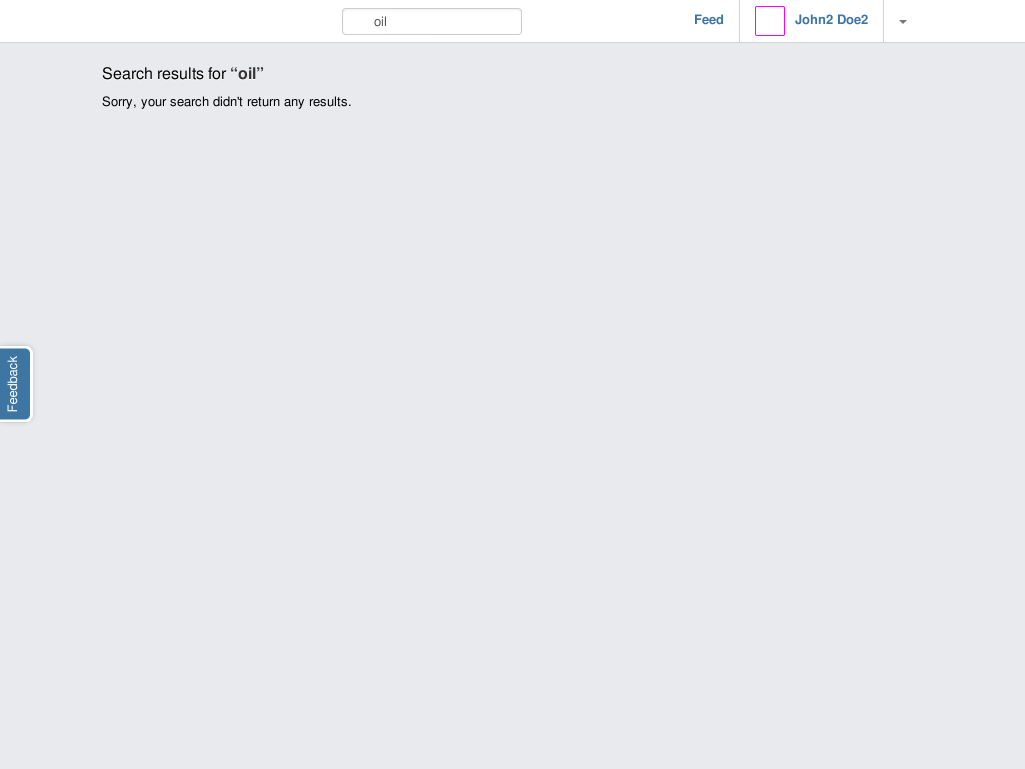 oil
Feed
John2 Doe2
Search results for “oil”
Sorry, your search didn't return any results.
Feedback